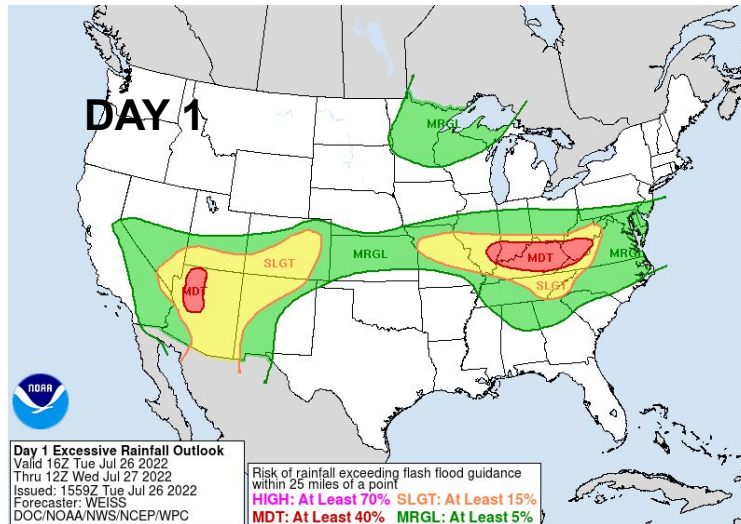 DAY 1
MRGL
SLGT
MRGL
MDT
MRGL
MDT
SLGT
NOAA
Day 1 Excessive Rainfall Outlook
Valid 16Z Tue Jul 26 2022
Thru 12Z Wed Jul 27 2022
Issued: 1559Z Tue Jul 26 2022
Forecaster: WEISS
DOC/NOAA/NWS/NCEP/WPC
Risk of rainfall exceeding flash flood guidance
within 25 miles of a point
HIGH: At Least 70% SLGT: At Least 15%
MDT: At Least 40% MRGL: At Least 5%